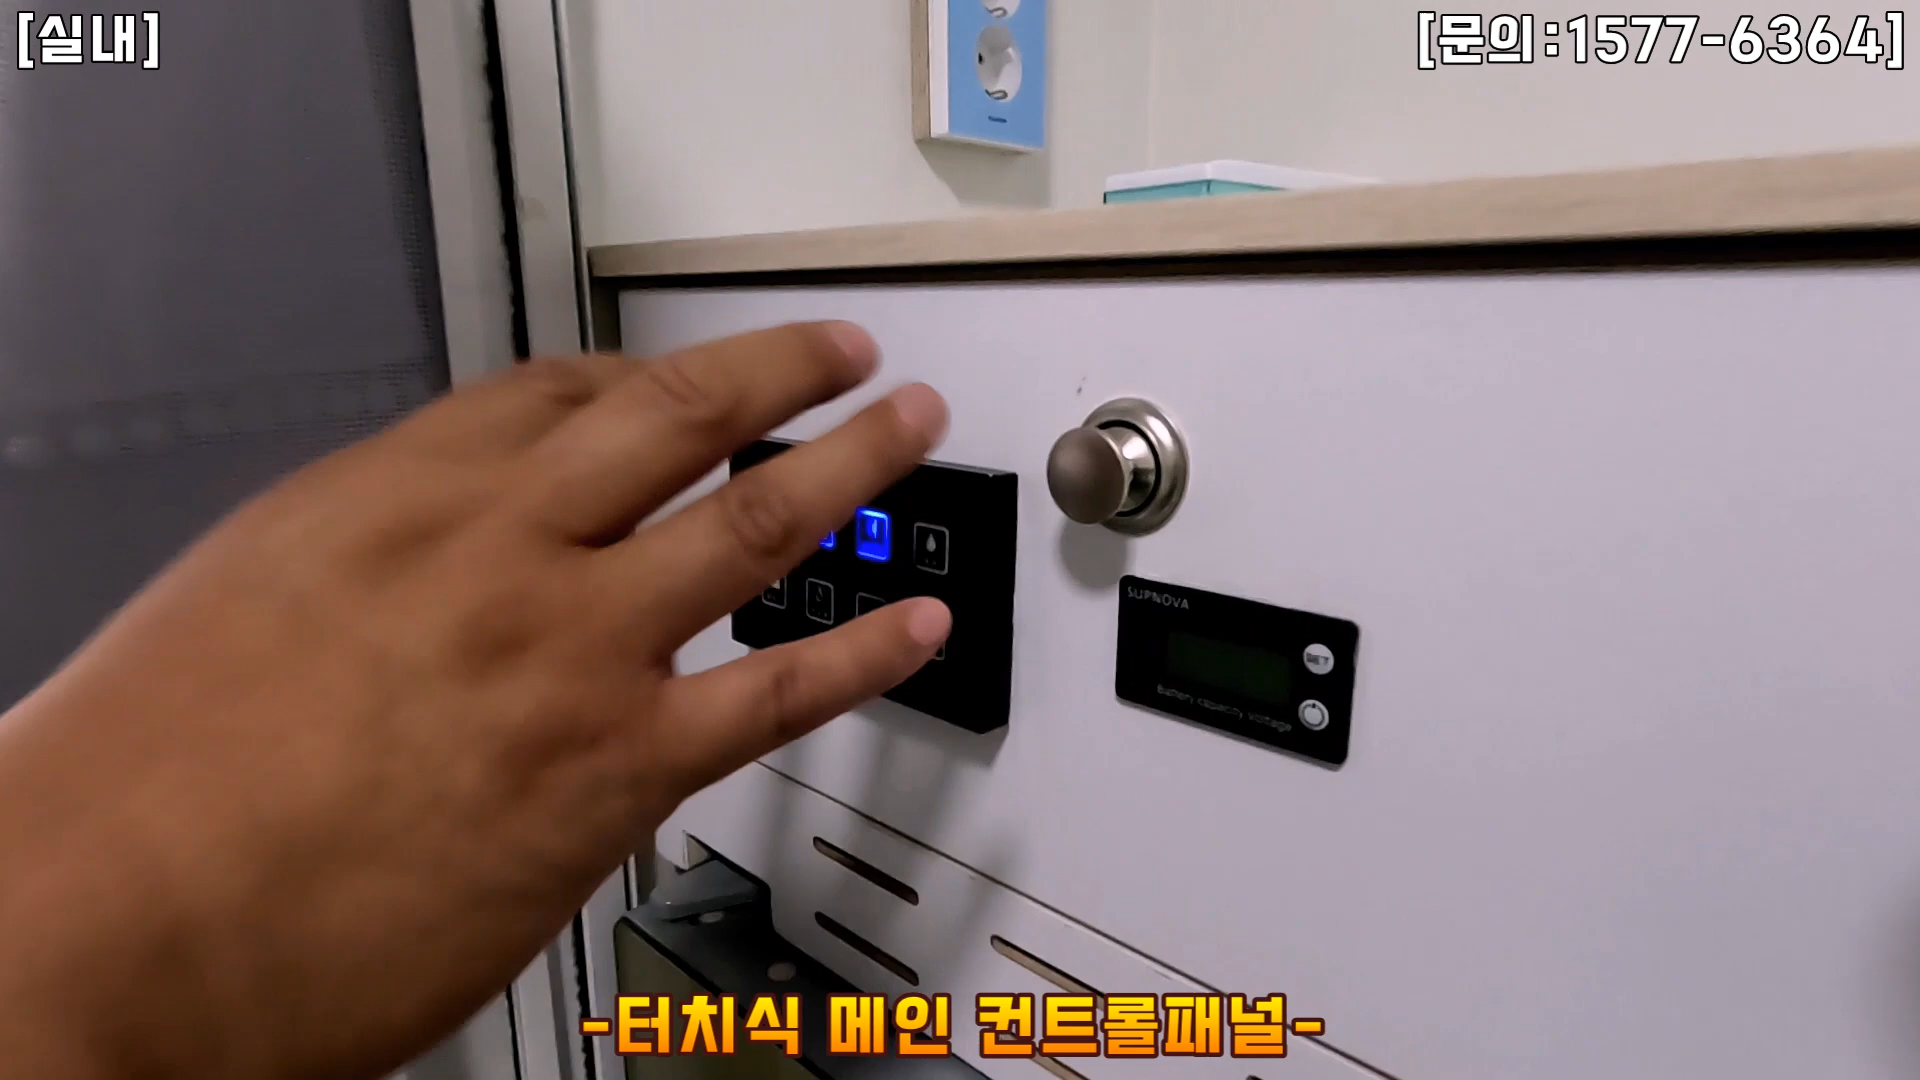 [실내]
[문의:1577-6364]
SUPNOVA
SET
Battery capacity voltage
-터치식 메인 컨트롤패널-